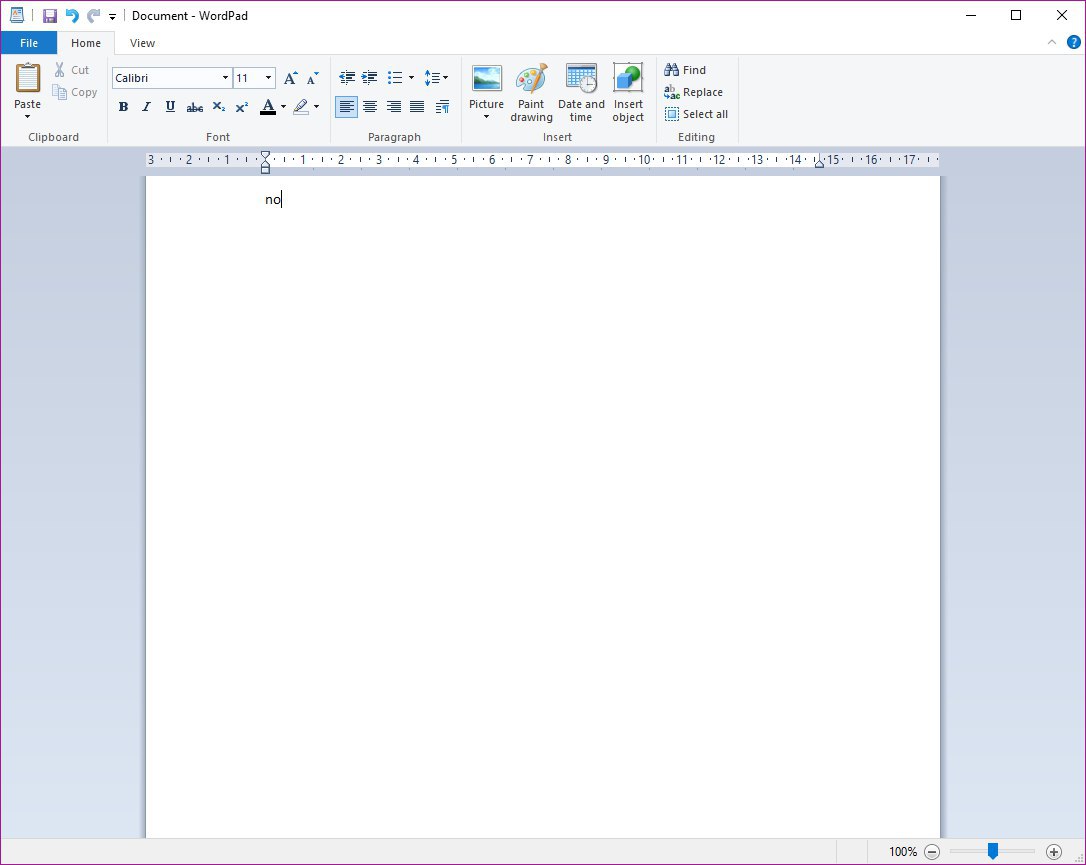 Document - WordPad
File Home View
Paste
Cut
Copy
Clipboard
Calibri 11
B I U abc X₂ X²
A
Font
Paragraph
Picture
Paint drawing
Date and time
Insert object
Insert
Find
Replace
Select all
Editing
3 2 1 1 2 3 4 5 6 7 8 9 10 11 12 13 14 15 16 17
no
100%